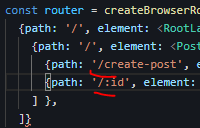 const router = createBrowserRo
{path: '/', element: <RootLa
{path: '/', element: <Post
{path: '/create-post', e
{path: '/:id', element:
] },
]}